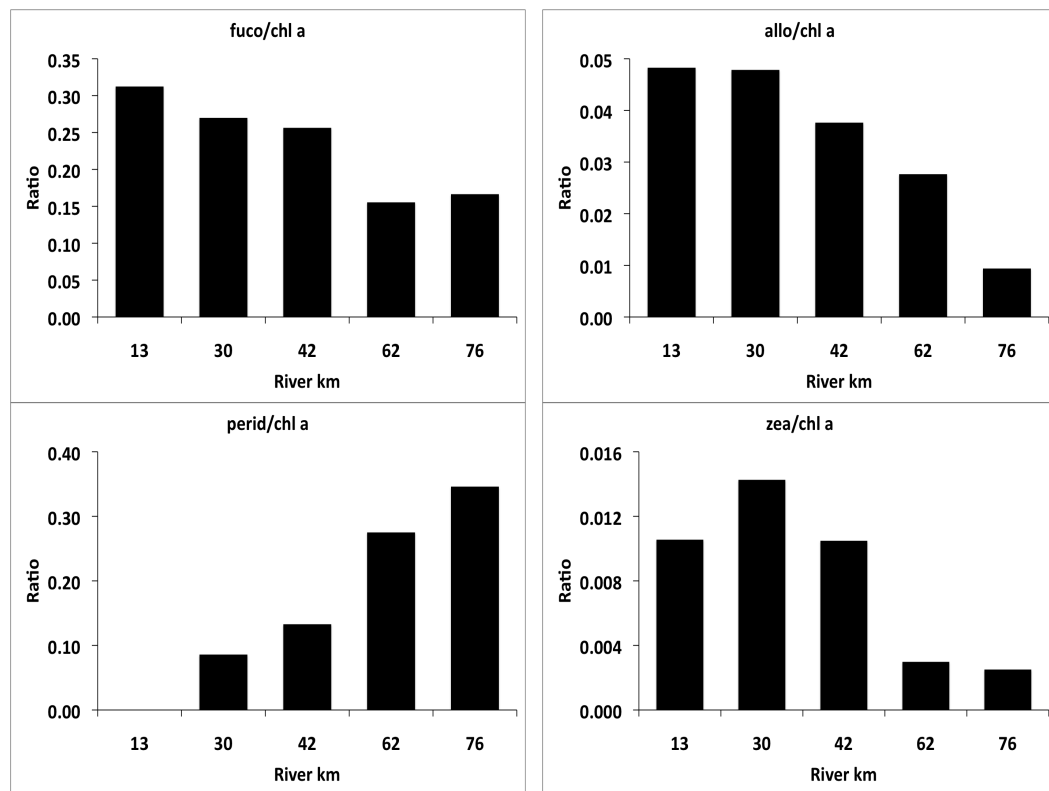 fuco/chl a
0.35
0.30
0.25
0.20
0.15
0.10
0.05
0.00
Ratio
13 30 42 62 76
River km
allo/chl a
0.05
0.04
0.03
0.02
0.01
0.00
Ratio
13 30 42 62 76
River km
perid/chl a
0.40
0.30
0.20
0.10
0.00
Ratio
13 30 42 62 76
River km
zea/chl a
0.016
0.012
0.008
0.004
0.000
Ratio
13 30 42 62 76
River km